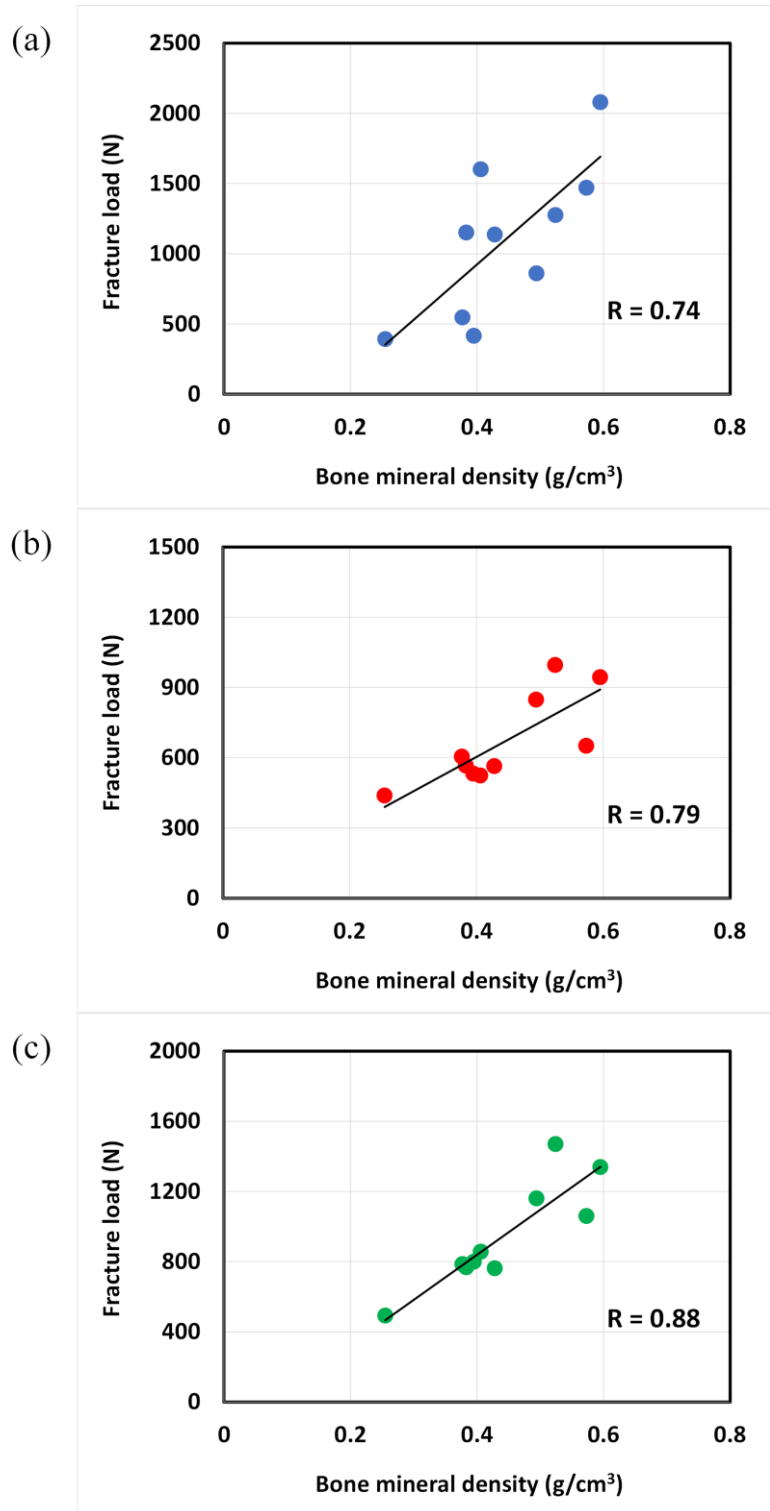 (a)
2500
2000
1500
1000
500
0
Fracture load (N)
R = 0.74
0 0.2 0.4 0.6 0.8
Bone mineral density (g/cm³)
(b)
1500
1200
900
600
300
0
Fracture load (N)
R = 0.79
0 0.2 0.4 0.6 0.8
Bone mineral density (g/cm³)
(c)
2000
1600
1200
800
400
0
Fracture load (N)
R = 0.88
0 0.2 0.4 0.6 0.8
Bone mineral density (g/cm³)